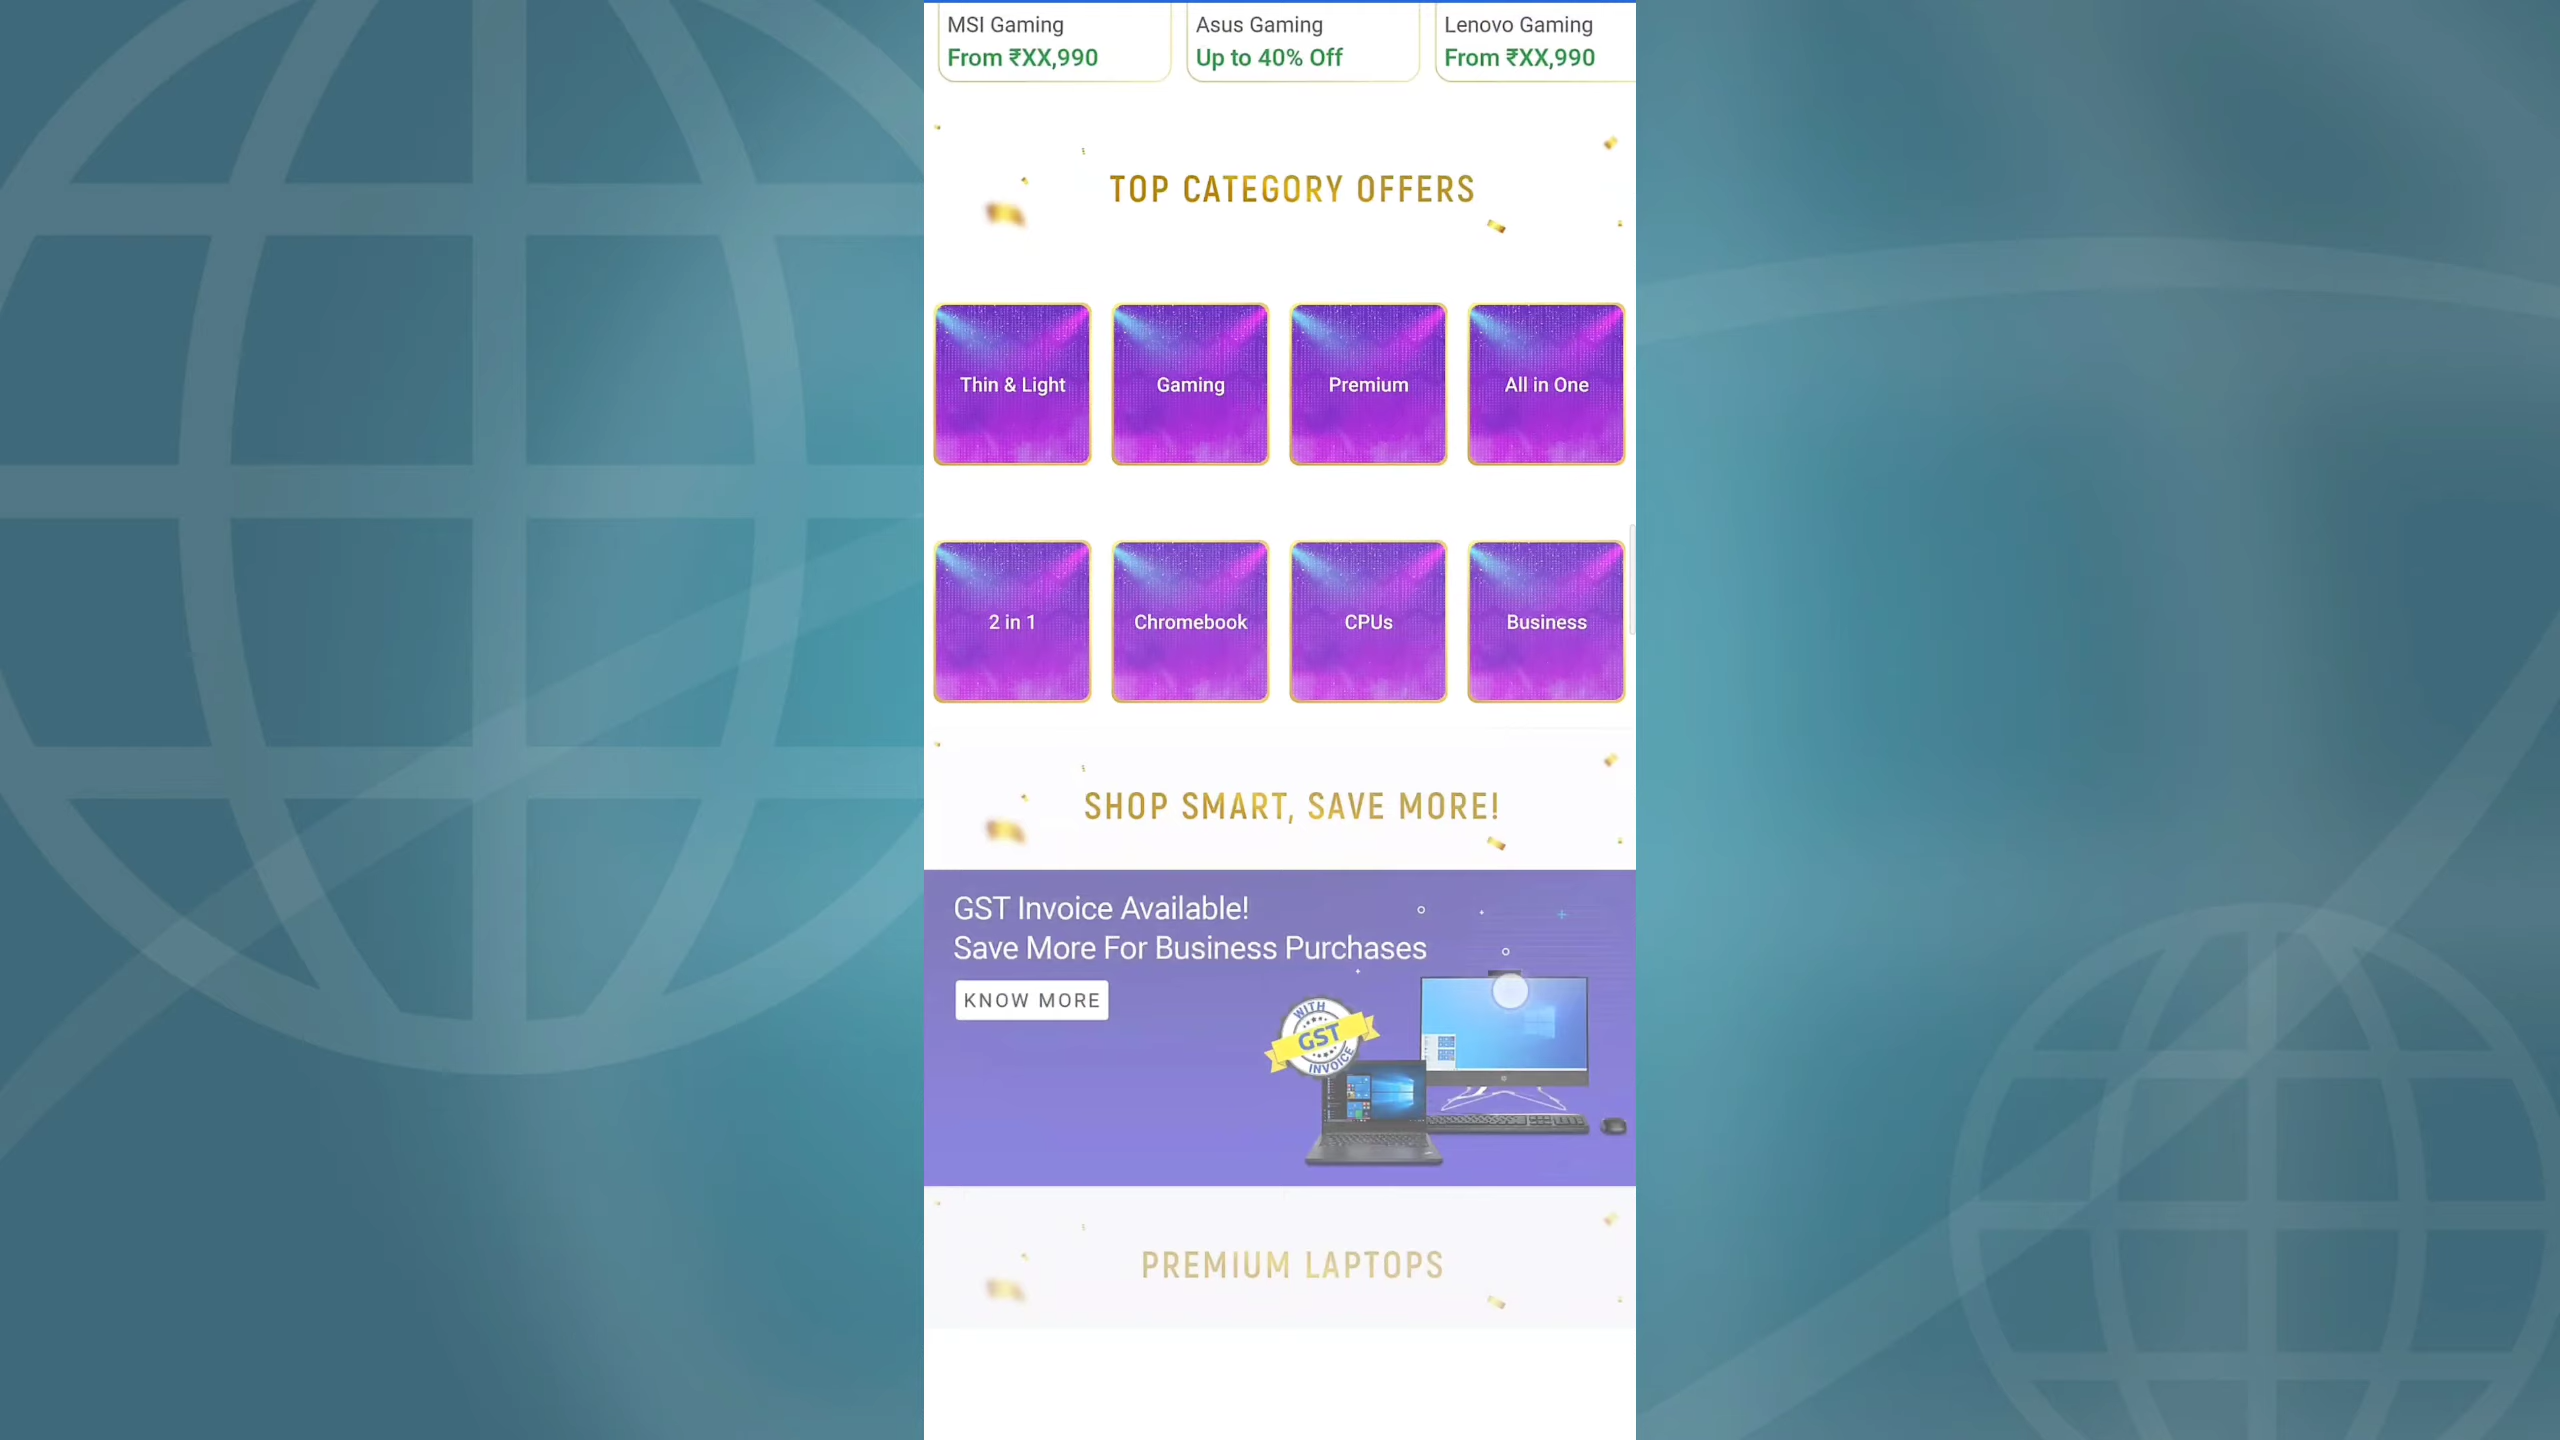 MSI Gaming
From ₹XX,990
Asus Gaming
Up to 40% Off
Lenovo Gaming
From ₹XX,990
TOP CATEGORY OFFERS
Thin & Light
Gaming
Premium
All in One
2 in 1
Chromebook
CPUs
Business
SHOP SMART, SAVE MORE!
GST Invoice Available!
Save More For Business Purchases
KNOW MORE
WITH
GST
INVOICE
PREMIUM LAPTOPS